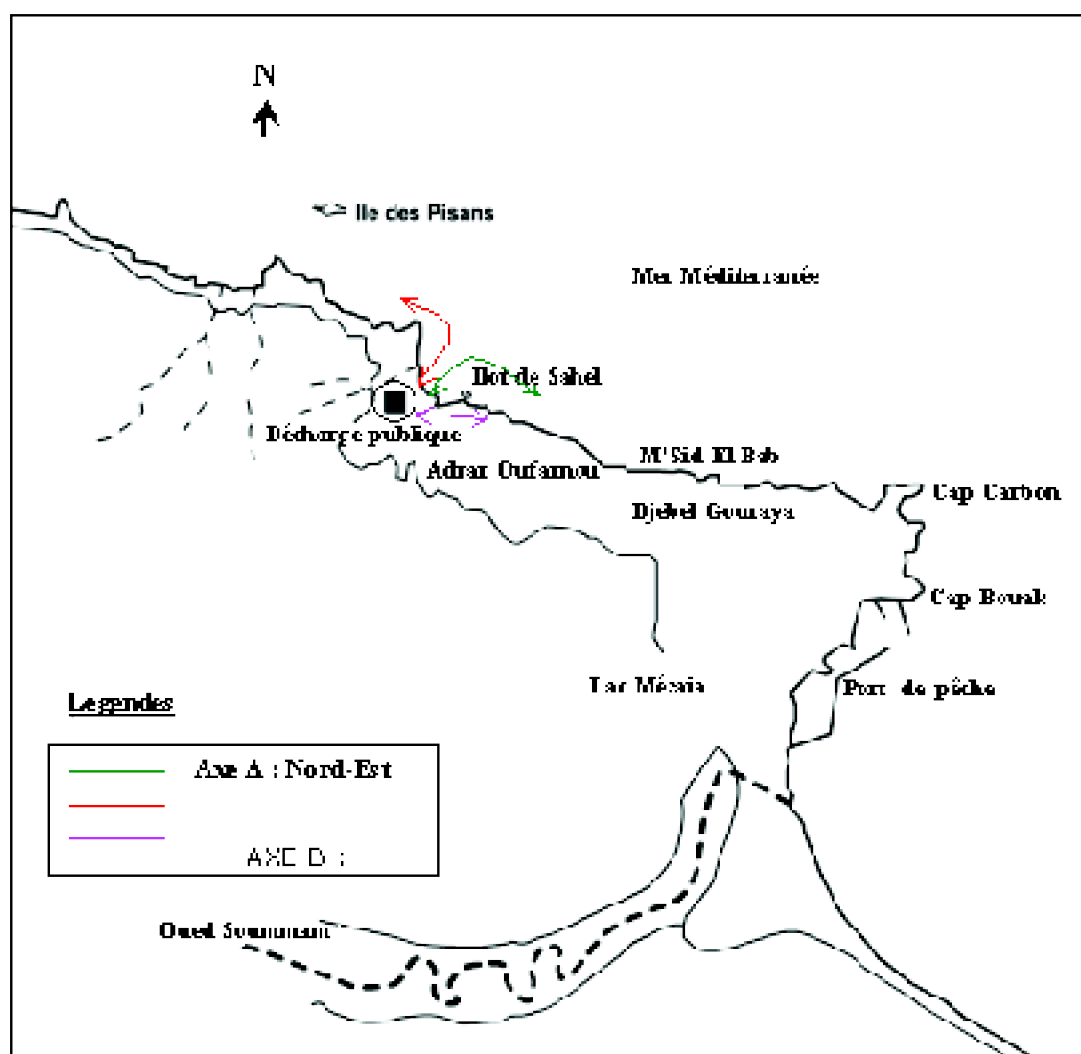 N
Ile des Pisans
Mer Méditerranée
Ilot de Sahel
Décharge publique
M'Sid El Bab
Adrar Oufarnou
Cap Carbon
Djebel Gouraya
Cap Bouak
Lac Mézaia
Port de pêche
Legendes
Axe A : Nord-Est
AXE B :
Oued Soummam